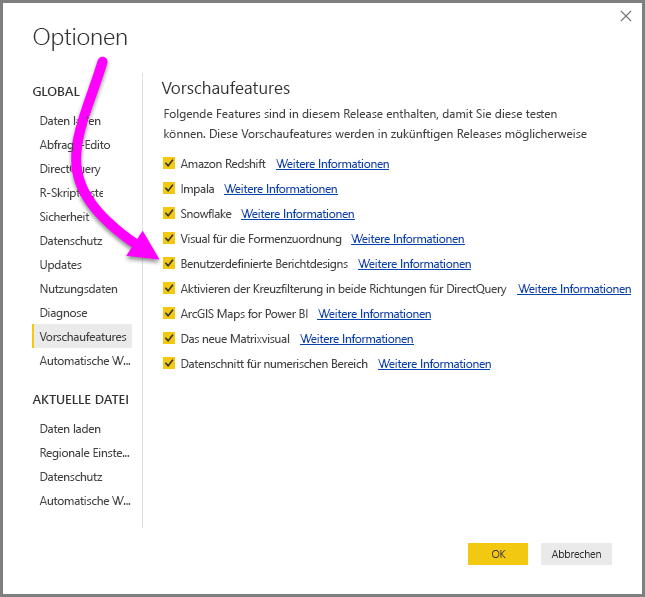 Optionen
GLOBAL
Daten laden
Abfrage-Edito
DirectQuery
R-Skript
Sicherheit
Datenschutz
Updates
Nutzungsdaten
Diagnose
Vorschaufeatures
Automatische W...
AKTUELLE DATEI
Daten laden
Regionale Einste...
Datenschutz
Automatische W...
Vorschaufeatures
Folgende Features sind in diesem Release enthalten, damit Sie diese testen
können. Diese Vorschaufeatures werden in zukünftigen Releases möglicherweise
Amazon Redshift Weitere Informationen
Impala Weitere Informationen
Snowflake Weitere Informationen
Visual für die Formenzuordnung Weitere Informationen
Benutzerdefinierte Berichtdesigns Weitere Informationen
Aktivieren der Kreuzfilterung in beide Richtungen für DirectQuery Weitere Informationen
ArcGIS Maps for Power BI Weitere Informationen
Das neue Matrixvisual Weitere Informationen
Datenschnitt für numerischen Bereich Weitere Informationen
OK
Abbrechen